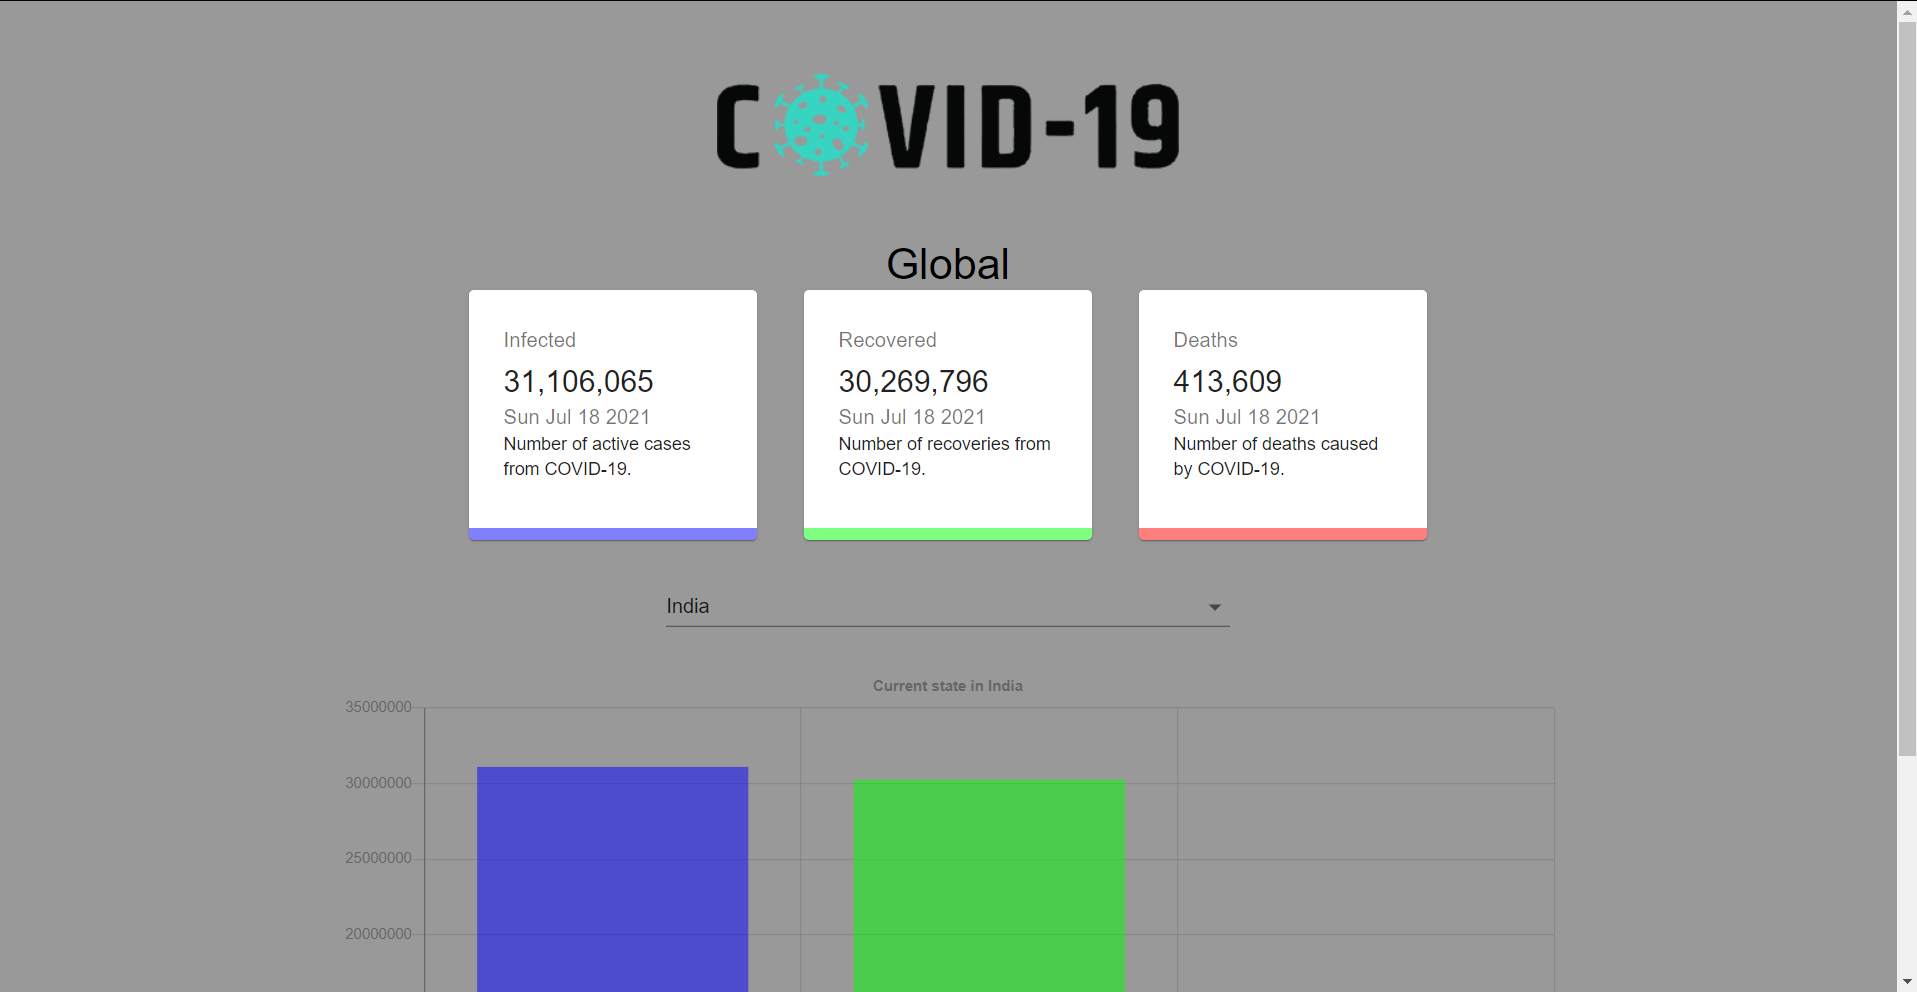 COVID-19
Global
Infected
31,106,065
Sun Jul 18 2021
Number of active cases
from COVID-19.
Recovered
30,269,796
Sun Jul 18 2021
Number of recoveries from
COVID-19.
Deaths
413,609
Sun Jul 18 2021
Number of deaths caused
by COVID-19.
India
Current state in India
35000000
30000000
25000000
20000000